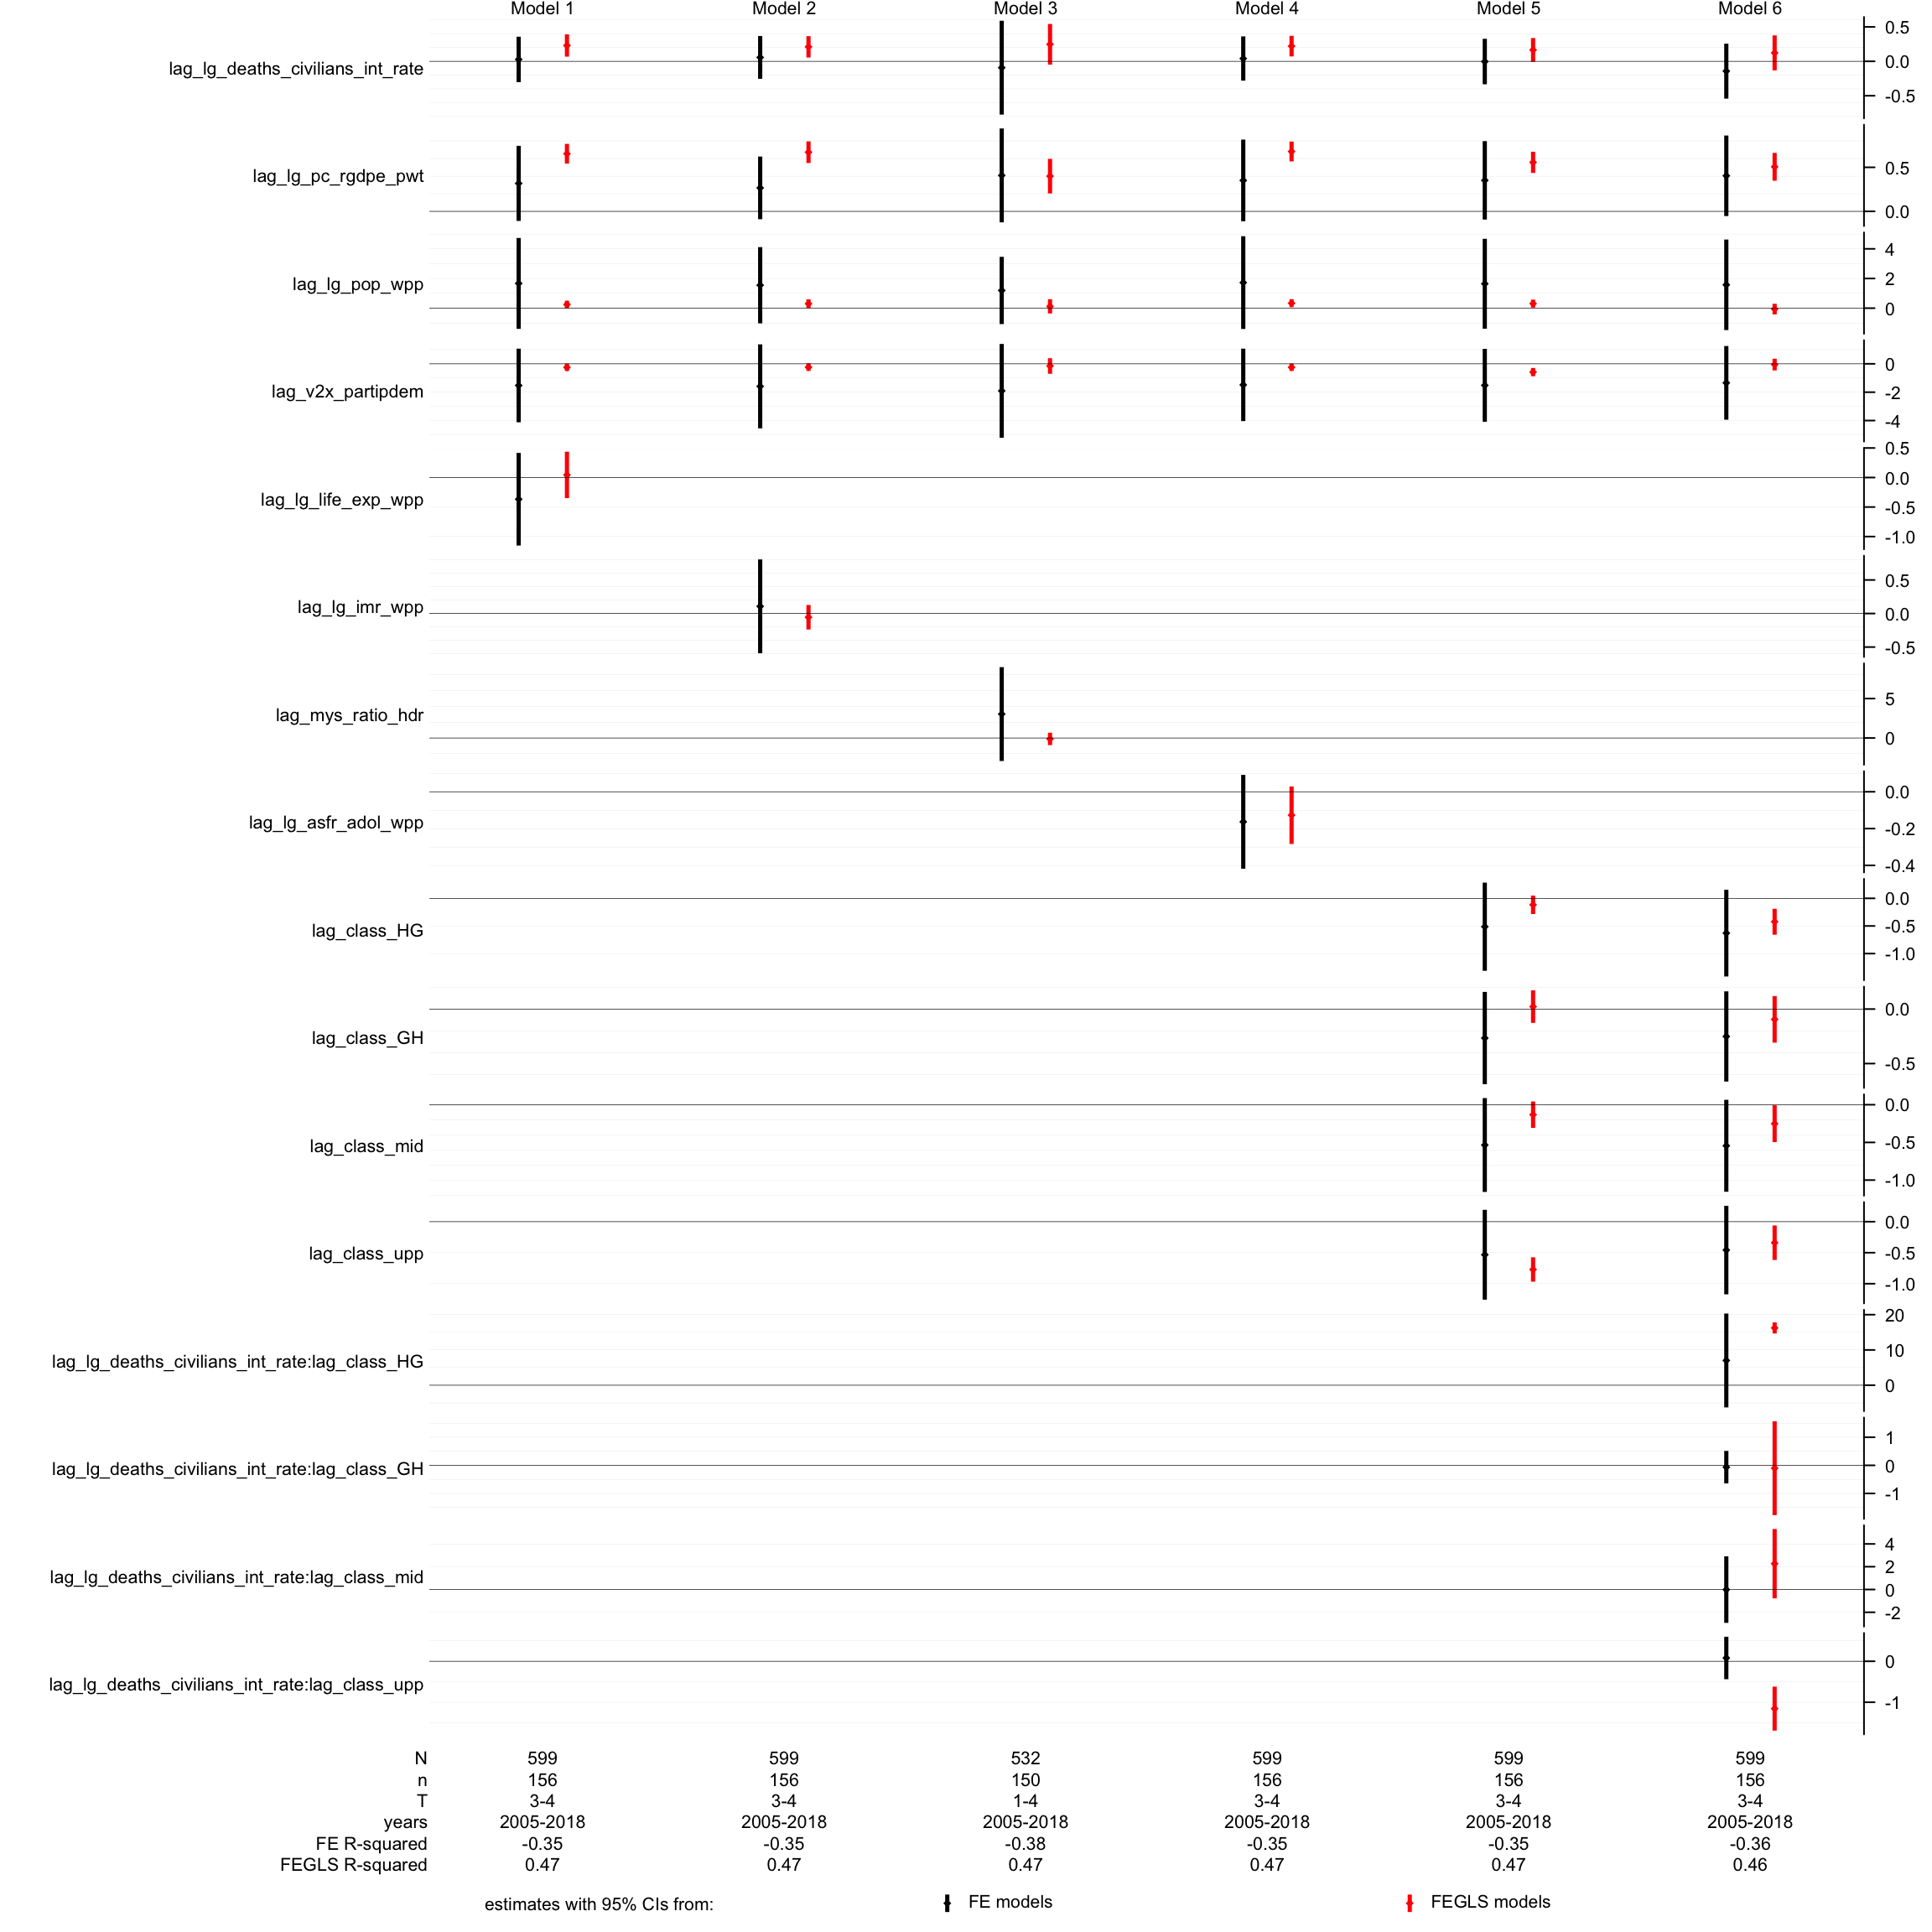 Model 1 Model 2 Model 3 Model 4 Model 5 Model 6
lag_lg_deaths_civilians_int_rate
0.5
0.0
-0.5
lag_lg_pc_rgdpe_pwt
0.5
0.0
lag_lg_pop_wpp
4
2
0
lag_v2x_partipdem
0
-2
-4
lag_lg_life_exp_wpp
0.5
0.0
-0.5
-1.0
lag_lg_imr_wpp
0.5
0.0
-0.5
lag_mys_ratio_hdr
5
0
lag_lg_asfr_adol_wpp
0.0
-0.2
-0.4
lag_class_HG
0.0
-0.5
-1.0
lag_class_GH
0.0
-0.5
lag_class_mid
0.0
-0.5
-1.0
lag_class_upp
0.0
-0.5
-1.0
lag_lg_deaths_civilians_int_rate:lag_class_HG
20
10
0
lag_lg_deaths_civilians_int_rate:lag_class_GH
1
0
-1
lag_lg_deaths_civilians_int_rate:lag_class_mid
4
2
0
-2
lag_lg_deaths_civilians_int_rate:lag_class_upp
0
-1
N 599 599 532 599 599 599
n 156 156 150 156 156 156
T 3-4 3-4 1-4 3-4 3-4 3-4
years 2005-2018 2005-2018 2005-2018 2005-2018 2005-2018 2005-2018
FE R-squared -0.35 -0.35 -0.38 -0.35 -0.35 -0.36
FEGLS R-squared 0.47 0.47 0.47 0.47 0.47 0.46
estimates with 95% CIs from: FE models FEGLS models